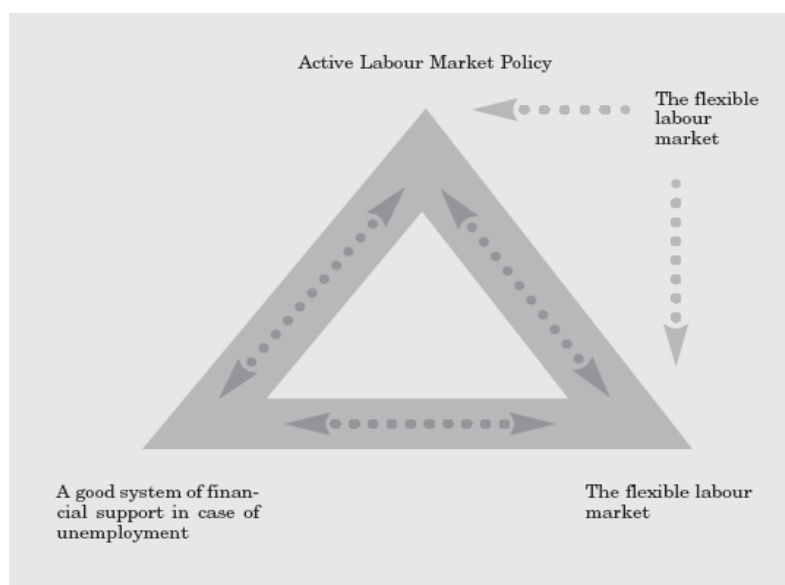 Active Labour Market Policy
The flexible
labour
market
A good system of finan-
cial support in case of
unemployment
The flexible labour
market